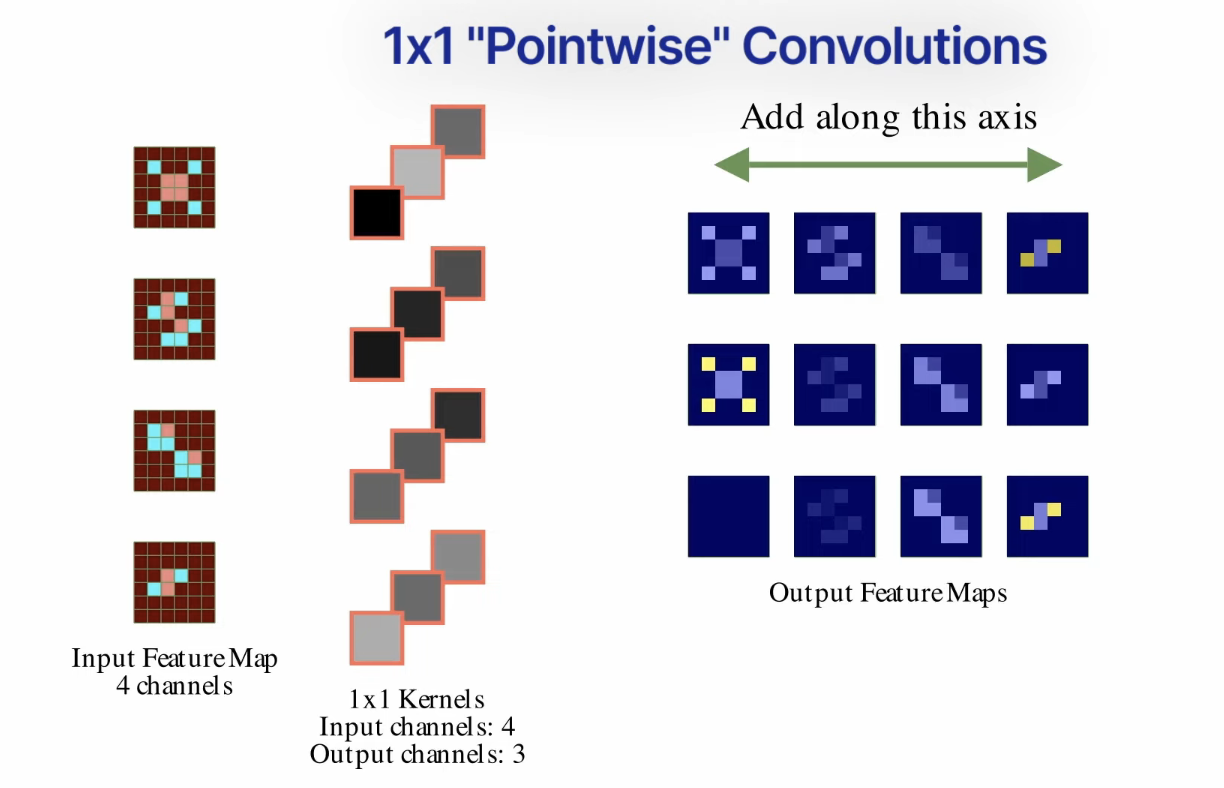 1x1 "Pointwise" Convolutions
Add along this axis
Output Feature Maps
Input Feature Map
4 channels
1x1 Kernels
Input channels: 4
Output channels: 3